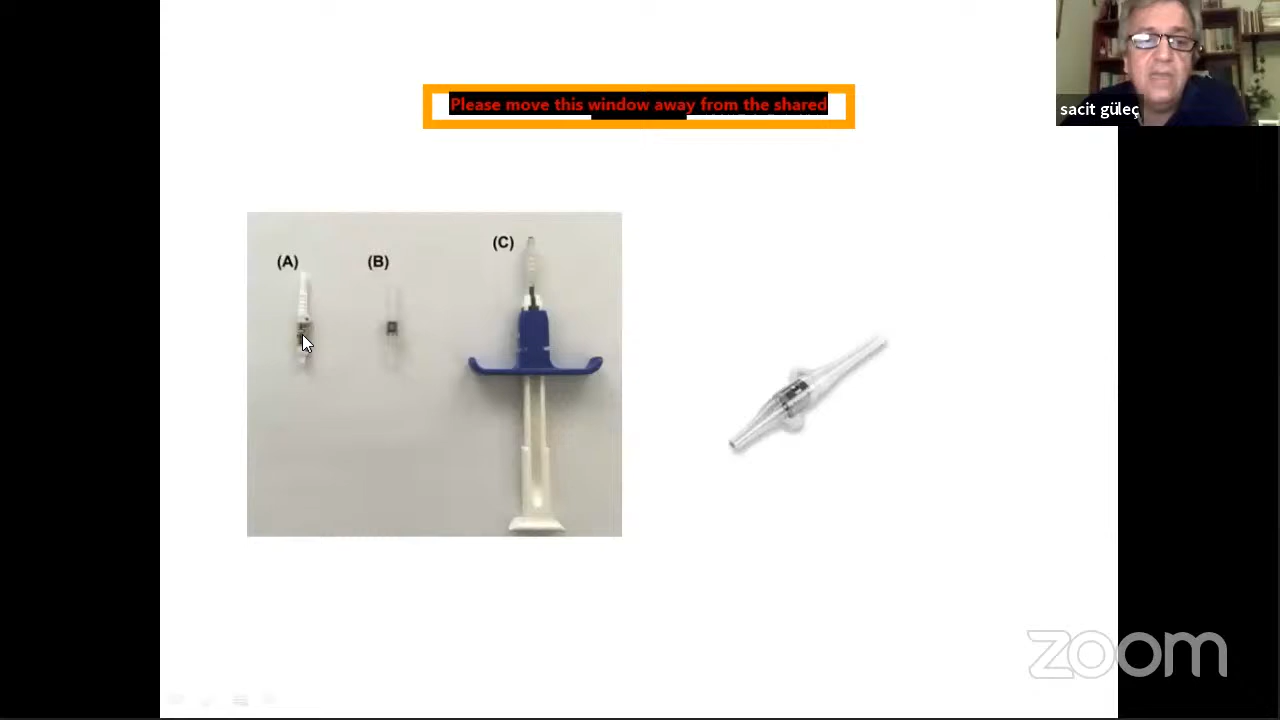 Please move this window away from the shared
sacit güleç
(A)
(B)
(C)
zoom